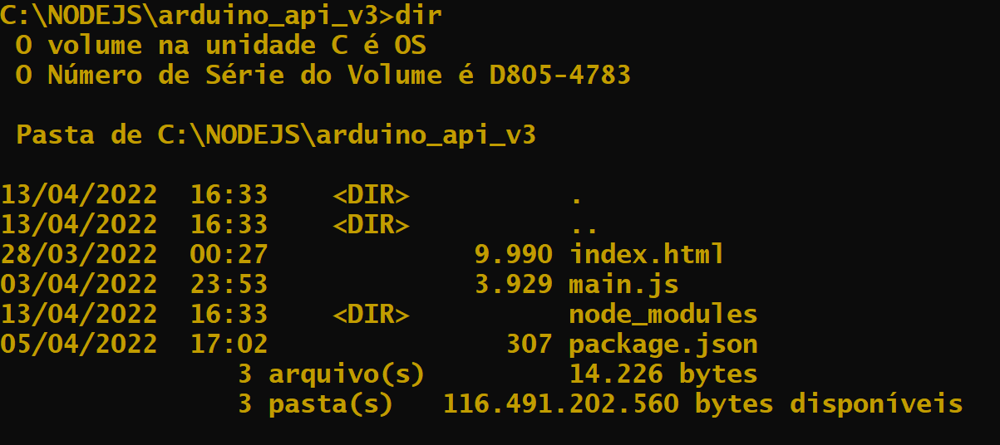 C:\NODEJS\arduino_api_v3>dir
O volume na unidade C é OS
O Número de Série do Volume é D805-4783
Pasta de C:\NODEJS\arduino_api_v3
13/04/2022  16:33    <DIR>          .
13/04/2022  16:33    <DIR>          ..
28/03/2022  00:27             9.990 index.html
03/04/2022  23:53             3.929 main.js
13/04/2022  16:33    <DIR>          node_modules
05/04/2022  17:02               307 package.json
3 arquivo(s)         14.226 bytes
3 pasta(s)   116.491.202.560 bytes disponíveis